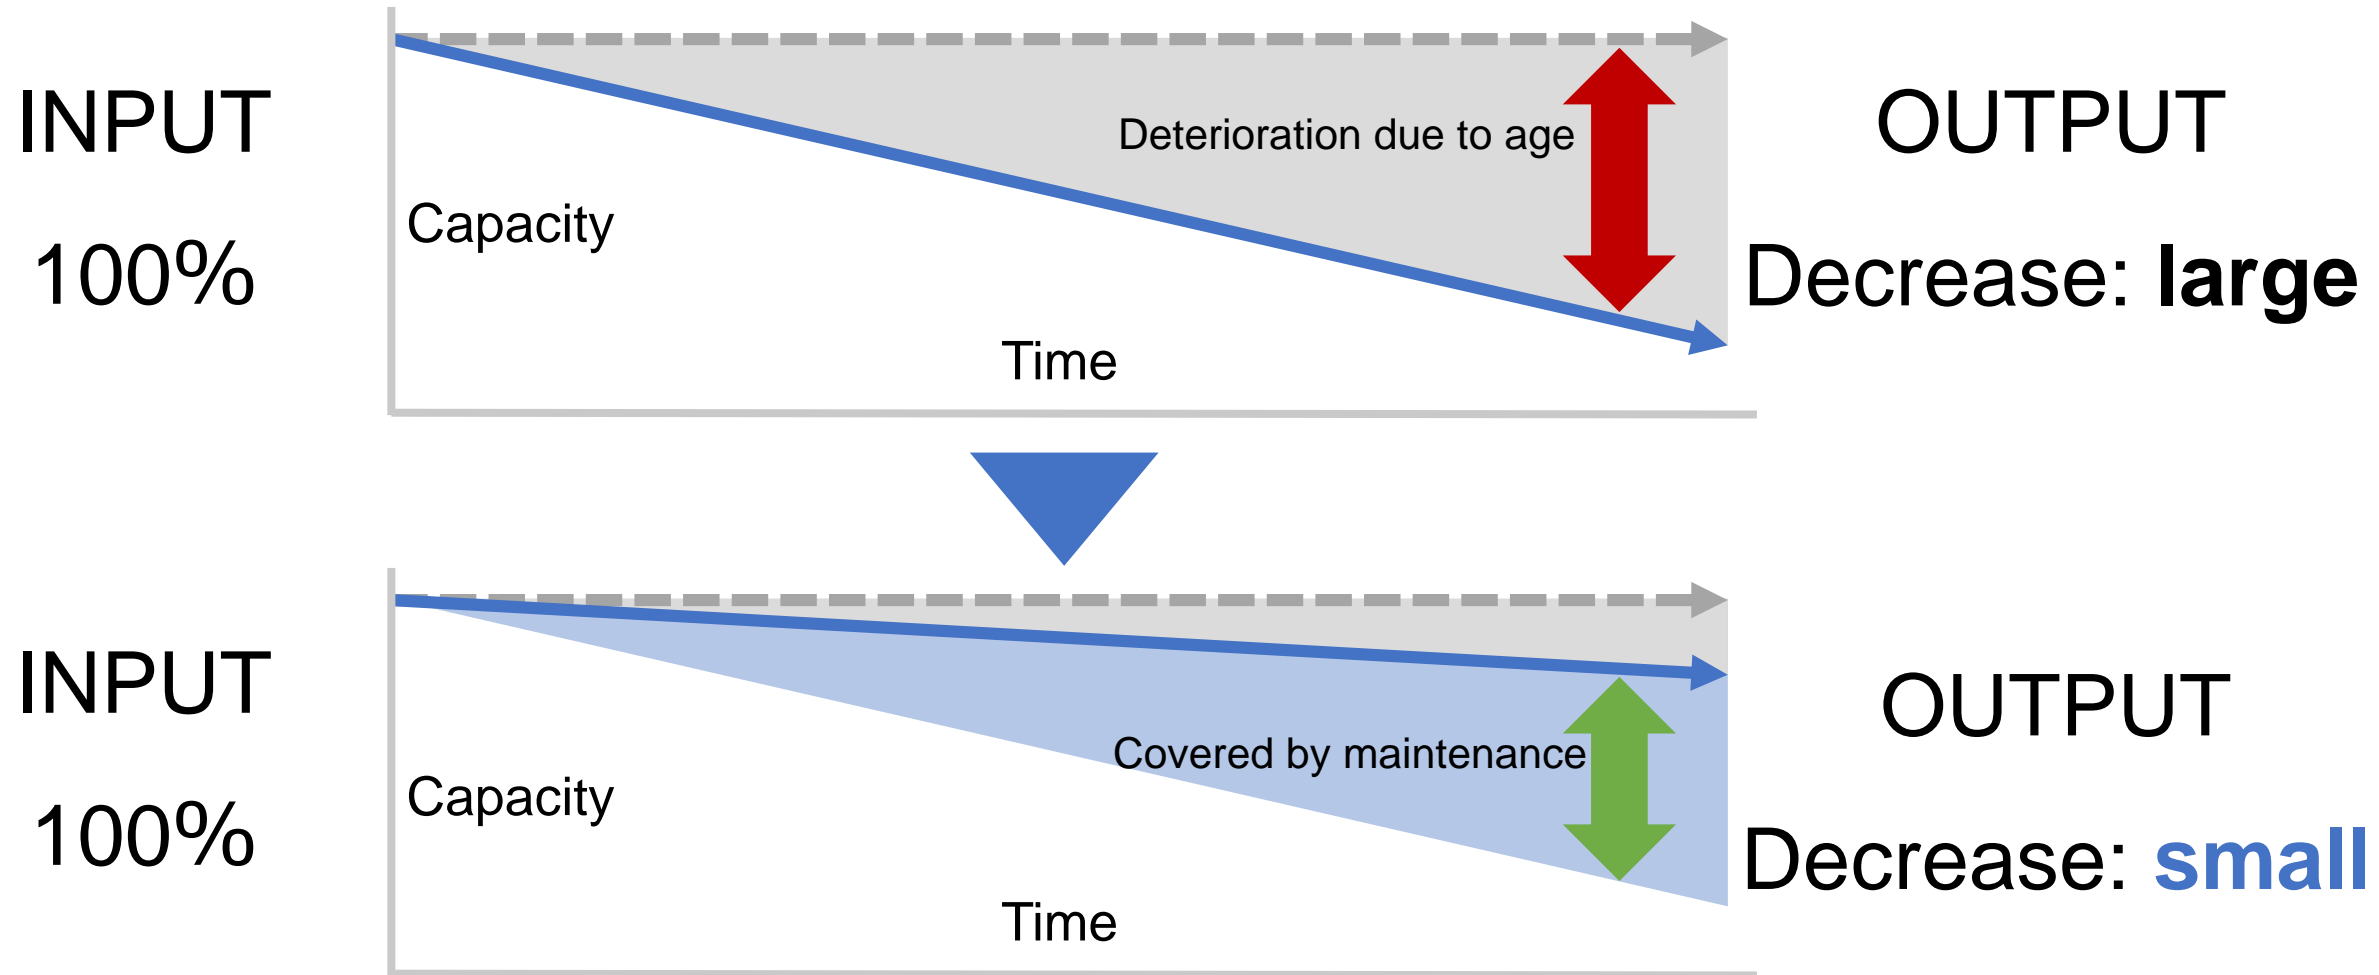 INPUT
100%
Capacity
Time
Deterioration due to age
OUTPUT
Decrease: large
INPUT
100%
Capacity
Time
Covered by maintenance
OUTPUT
Decrease: small